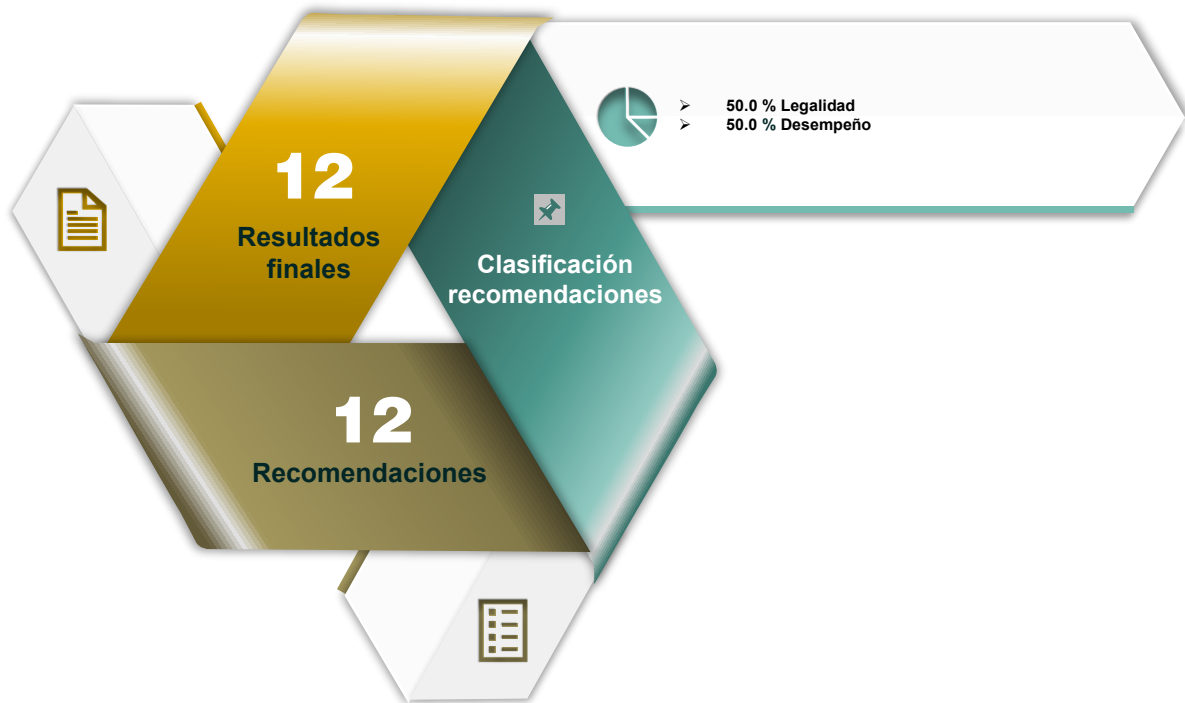 12
Resultados
finales
Clasificación
recomendaciones
➢ 50.0 % Legalidad
➢ 50.0 % Desempeño
12
Recomendaciones